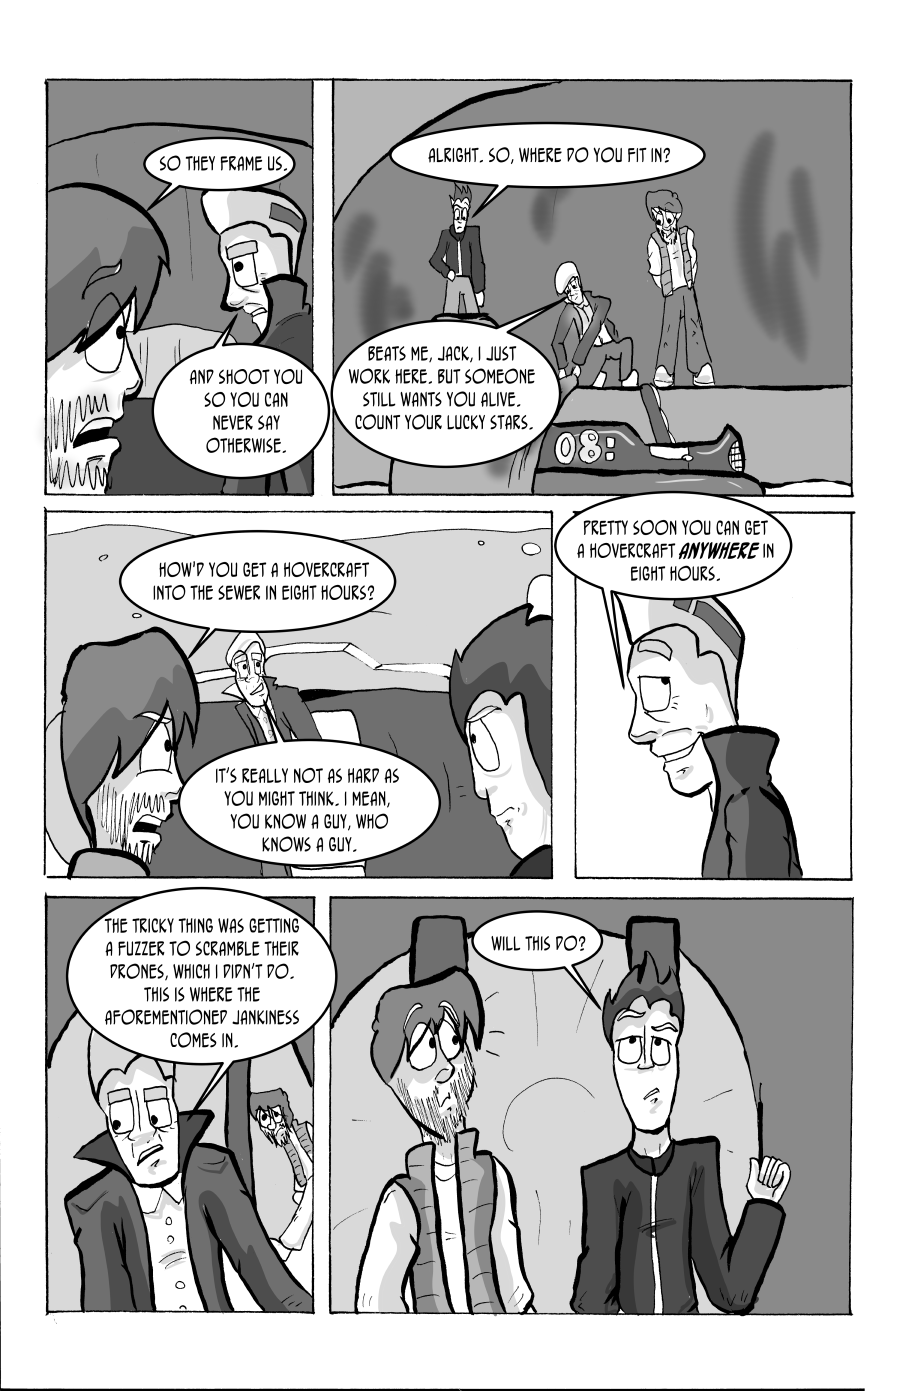 SO THEY FRAME US.
AND SHOOT YOU
SO YOU CAN
NEVER SAY
OTHERWISE.
ALRIGHT. SO, WHERE DO YOU FIT IN?
BEATS ME, JACK, I JUST
WORK HERE. BUT SOMEONE
STILL WANTS YOU ALIVE.
COUNT YOUR LUCKY STARS.
08:
HOW'D YOU GET A HOVERCRAFT
INTO THE SEWER IN EIGHT HOURS?
IT'S REALLY NOT AS HARD AS
YOU MIGHT THINK. I MEAN,
YOU KNOW A GUY, WHO
KNOWS A GUY.
PRETTY SOON YOU CAN GET
A HOVERCRAFT ANYWHERE IN
EIGHT HOURS.
THE TRICKY THING WAS GETTING
A FUZZER TO SCRAMBLE THEIR
DRONES, WHICH I DIDN'T DO.
THIS IS WHERE THE
AFOREMENTIONED JANKINESS
COMES IN.
WILL THIS DO?